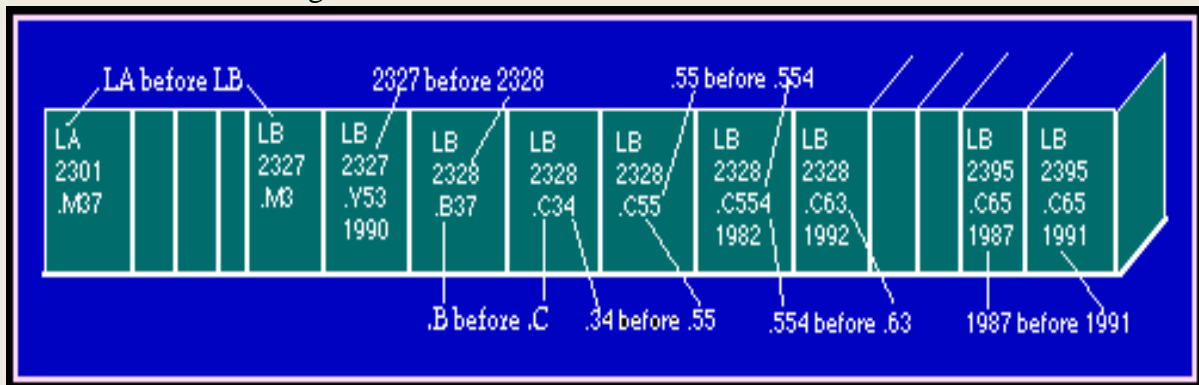 LA before LB
2327 before 2328
.55 before .554
LA
2301
.M37
LB
2327
.M3
LB
2327
.Y53
1990
LB
2328
.B37
LB
2328
.C34
LB
2328
.C55
LB
2328
.C554
1982
LB
2328
.C63
1992
LB
2395
.C65
1987
LB
2395
.C65
1991
.B before .C
.34 before .55
.554 before .63
1987 before 1991